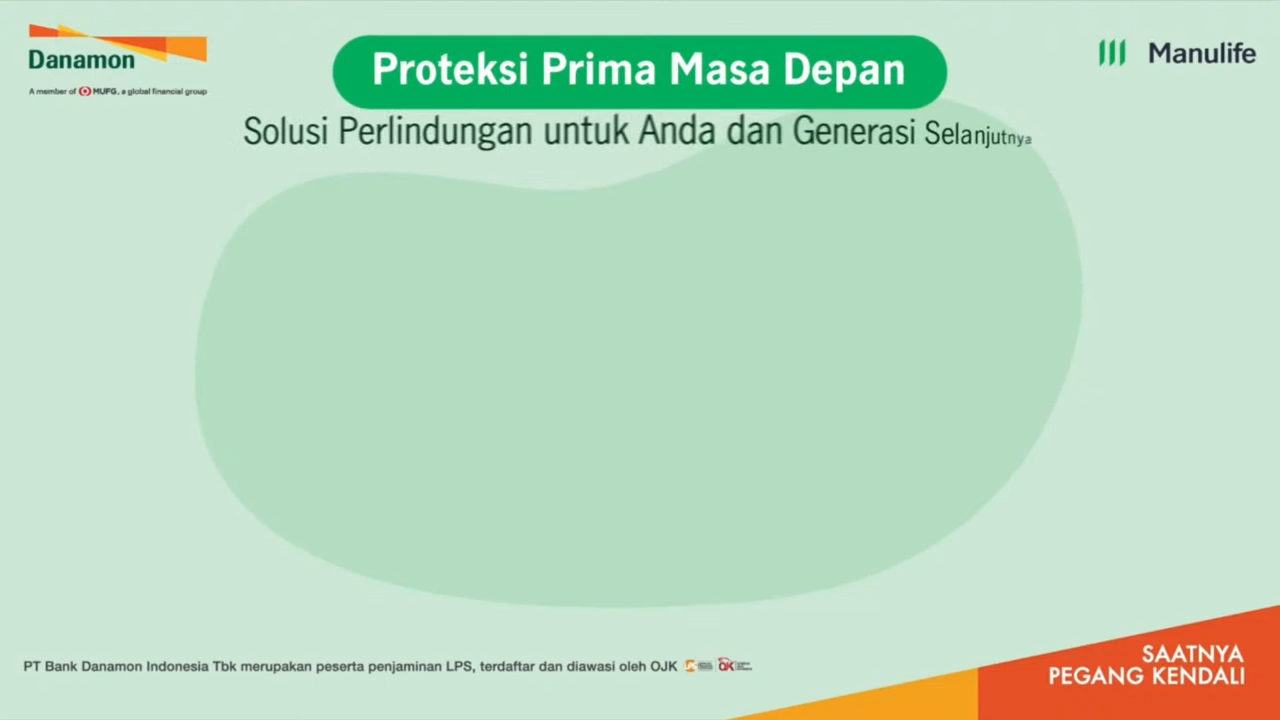 Danamon
A member of MUFG, a global financial group
Proteksi Prima Masa Depan
Manulife
Solusi Perlindungan untuk Anda dan Generasi Selanjutnya
PT Bank Danamon Indonesia Tbk merupakan peserta penjaminan LPS, terdaftar dan diawasi oleh OJK
SAATNYA
PEGANG KENDALI